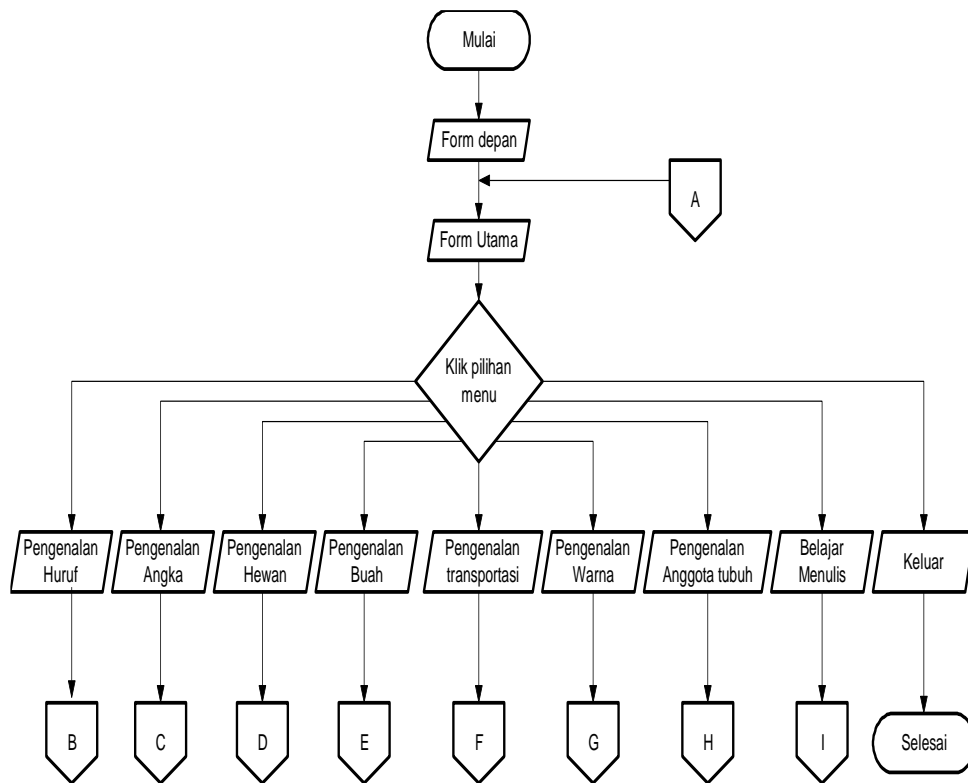 Mulai
Form depan
A
Form Utama
Klik pilihan
menu
Pengenalan
Huruf
Pengenalan
Angka
Pengenalan
Hewan
Pengenalan
Buah
Pengenalan
transportasi
Pengenalan
Warna
Pengenalan
Anggota tubuh
Belajar
Menulis
Keluar
B
C
D
E
F
G
H
I
Selesai